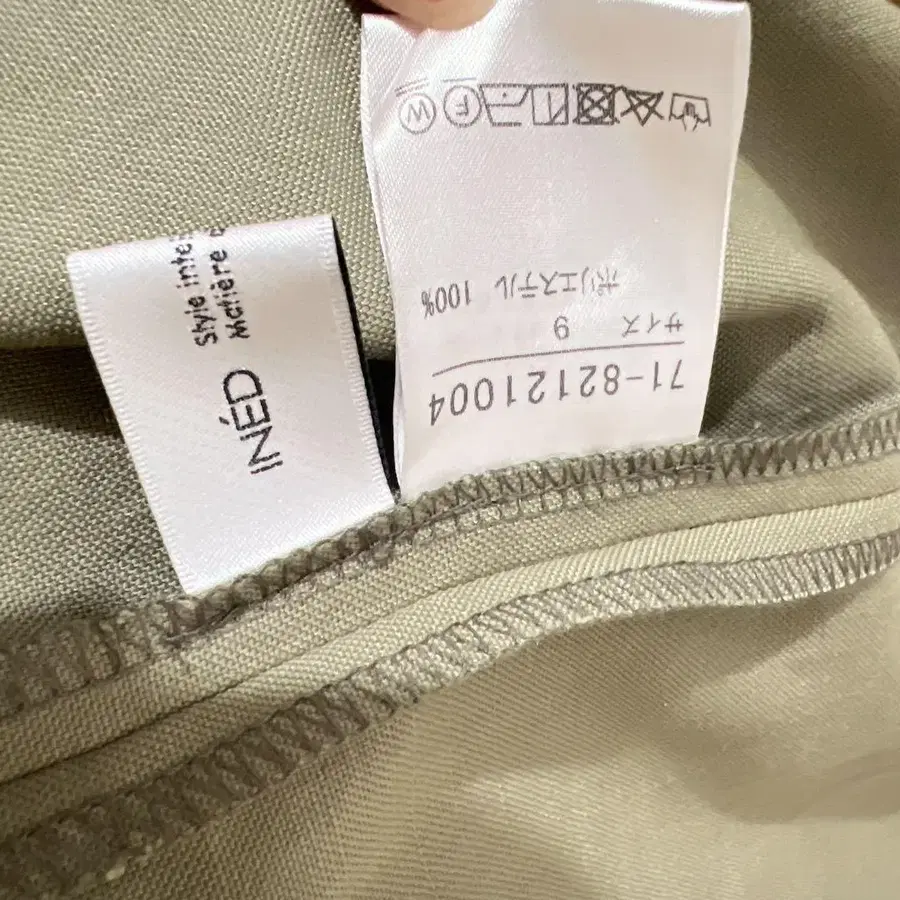 INÉD
Style inte
Matière
71-82121004
サイズ 9
ポリエステル 100%
F W